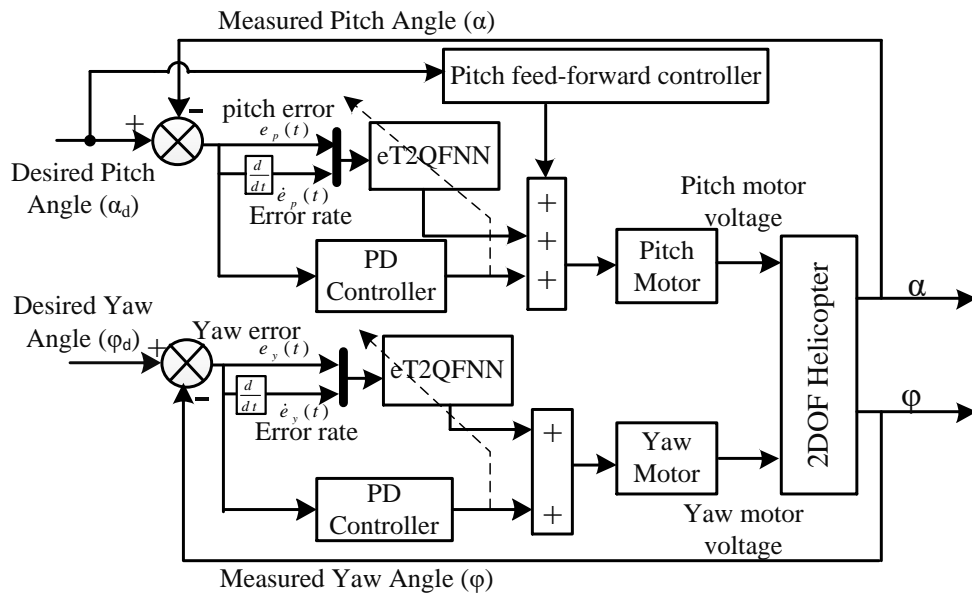 Measured Pitch Angle (α)
Pitch feed-forward controller
−
+
pitch error
e_p(t)
eT2QFNN
Desired Pitch
Angle (α_d)
d/dt
ė_p(t)
Error rate
+
+
+
Pitch motor
voltage
PD
Controller
Pitch
Motor
2DOF Helicopter
α
φ
Desired Yaw
Angle (φ_d)
+
−
Yaw error
e_y(t)
eT2QFNN
d/dt
ė_y(t)
Error rate
+
+
Yaw
Motor
PD
Controller
Yaw motor
voltage
Measured Yaw Angle (φ)